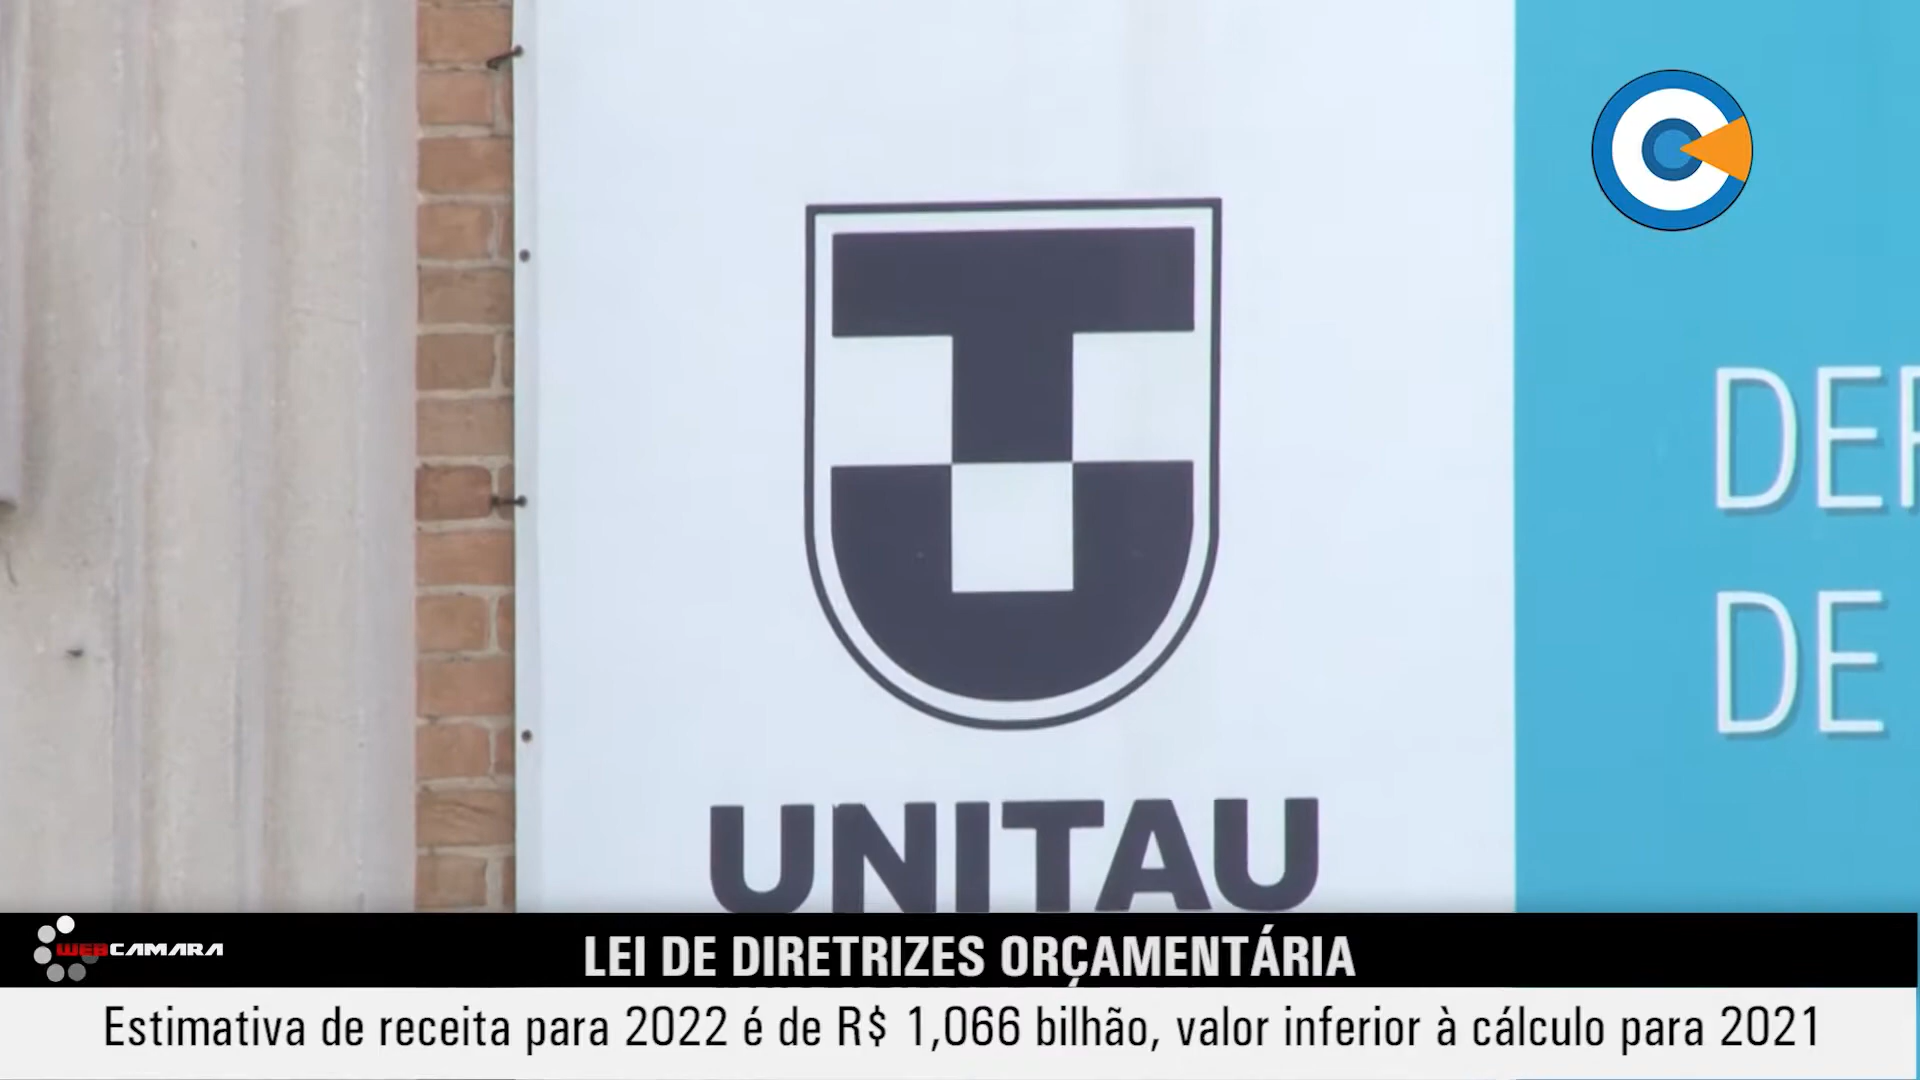 DE
UNITAU
WEBCAMARA
LEI DE DIRETRIZES ORÇAMENTÁRIA
Estimativa de receita para 2022 é de R$ 1,066 bilhão, valor inferior à cálculo para 2021